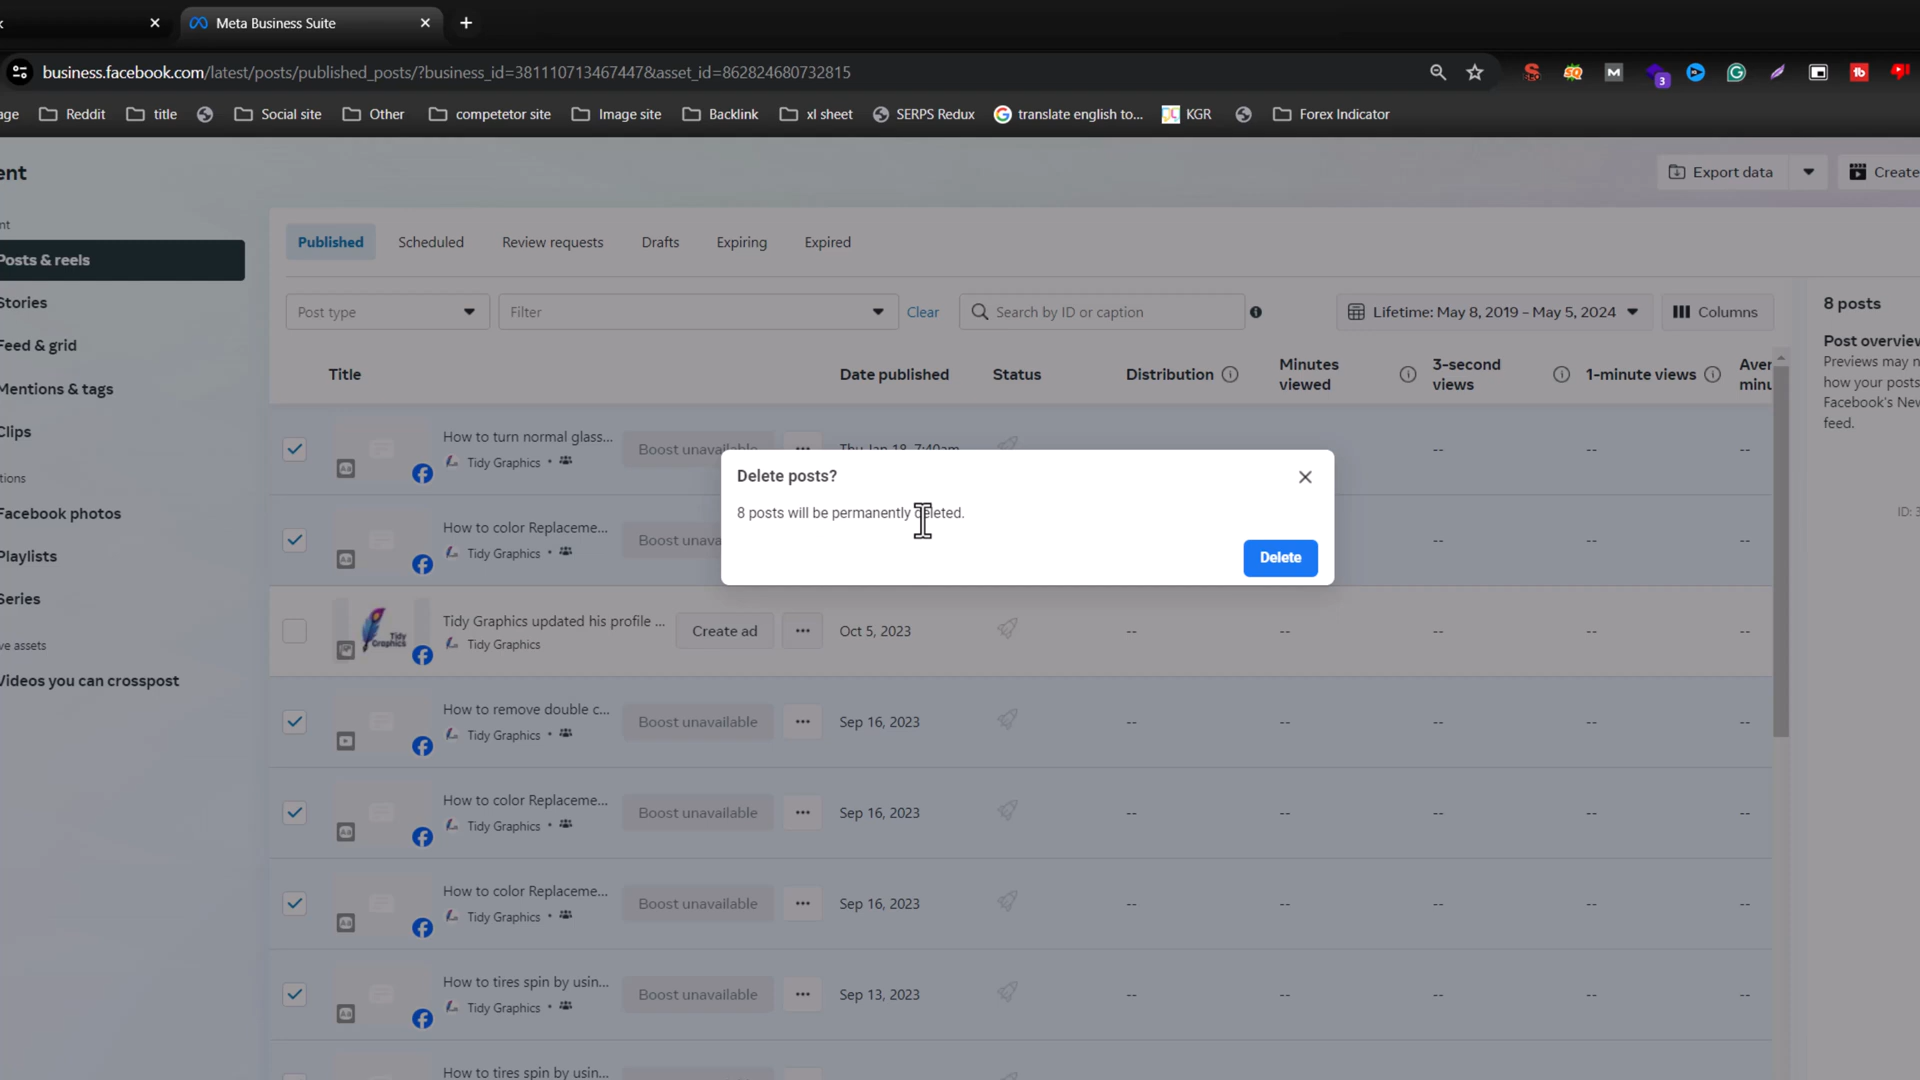 Meta Business Suite
business.facebook.com/latest/posts/published_posts/?business_id=381110713467447&asset_id=862824680732815
3
age Reddit title Social site Other competetor site Image site Backlink xl sheet SERPS Redux translate english to... KGR Forex Indicator
ent
Export data Create
nt
Posts & reels
Stories
Feed & grid
Mentions & tags
Clips
tions
Facebook photos
Playlists
Series
ve assets
Videos you can crosspost
Published Scheduled Review requests Drafts Expiring Expired
Post type Filter Clear Search by ID or caption Lifetime: May 8, 2019 – May 5, 2024 Columns
Title Date published Status Distribution Minutes viewed 3-second views 1-minute views Aver minu
How to turn normal glass... Boost unavailable ... Thu Jan 18, 7:40am -- -- --
Tidy Graphics •
How to color Replaceme... Boost unava -- -- --
Tidy Graphics •
Delete posts?
8 posts will be permanently deleted.
Delete
Tidy Graphics updated his profile ... Create ad ... Oct 5, 2023 -- -- -- -- --
Tidy Graphics
How to remove double c... Boost unavailable ... Sep 16, 2023 -- -- -- -- --
Tidy Graphics •
How to color Replaceme... Boost unavailable ... Sep 16, 2023 -- -- -- -- --
Tidy Graphics •
How to color Replaceme... Boost unavailable ... Sep 16, 2023 -- -- -- -- --
Tidy Graphics •
How to tires spin by usin... Boost unavailable ... Sep 13, 2023 -- -- -- -- --
Tidy Graphics •
How to tires spin by usin...
8 posts
Post overview
Previews may n
how your posts
Facebook's New
feed.
ID: 3